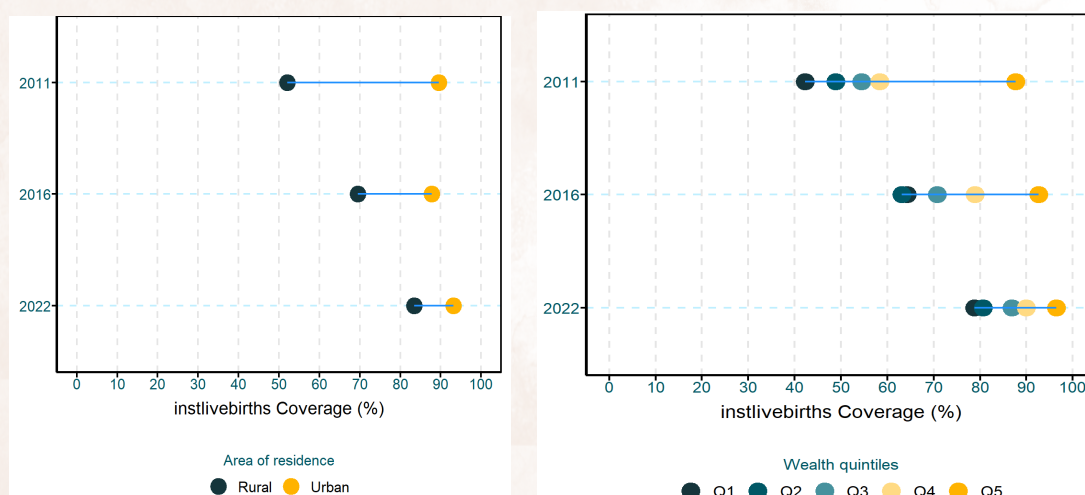 2011
2016
2022
0 10 20 30 40 50 60 70 80 90 100
instlivebirths Coverage (%)
Area of residence
Rural Urban
2011
2016
2022
0 10 20 30 40 50 60 70 80 90 100
instlivebirths Coverage (%)
Wealth quintiles
Q1 Q2 Q3 Q4 Q5